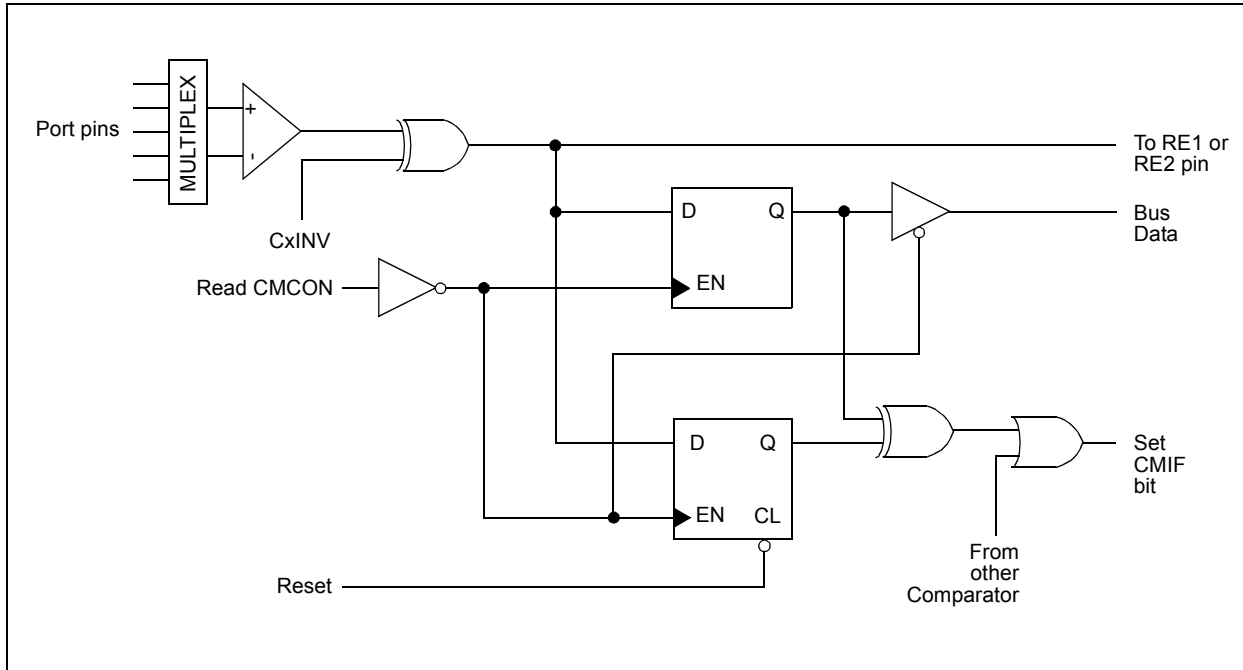 MULTIPLEX
+
-
Port pins
CxINV
To RE1 or
RE2 pin
D
Q
EN
Bus
Data
Read CMCON
D
Q
EN
CL
Set
CMIF
bit
From
other
Comparator
Reset